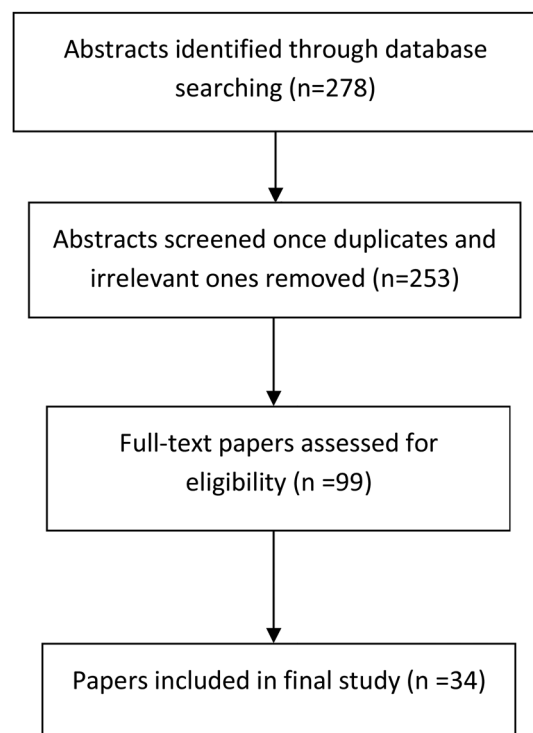 Abstracts identified through database
searching (n=278)
Abstracts screened once duplicates and
irrelevant ones removed (n=253)
Full-text papers assessed for
eligibility (n =99)
Papers included in final study (n =34)